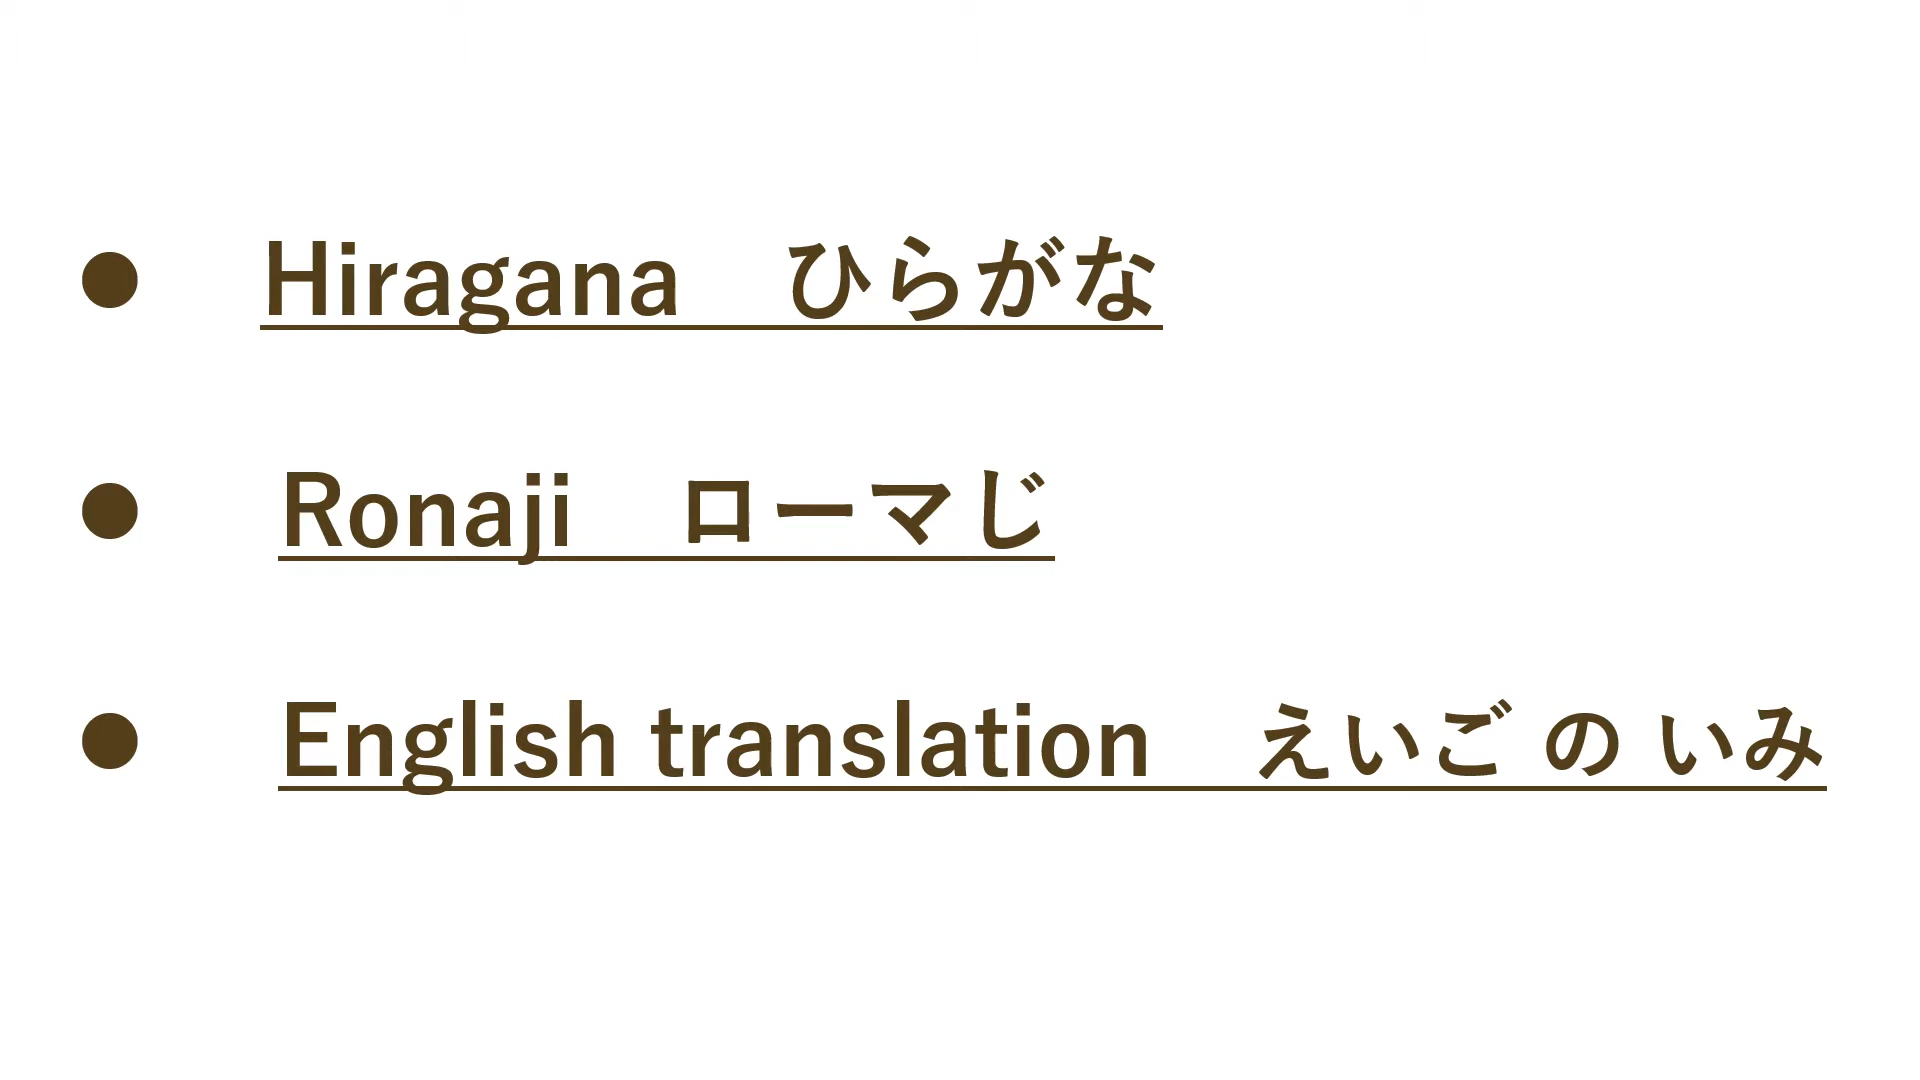 ● Hiragana　ひらがな
● Ronaji　ローマじ
● English translation　えいご の いみ